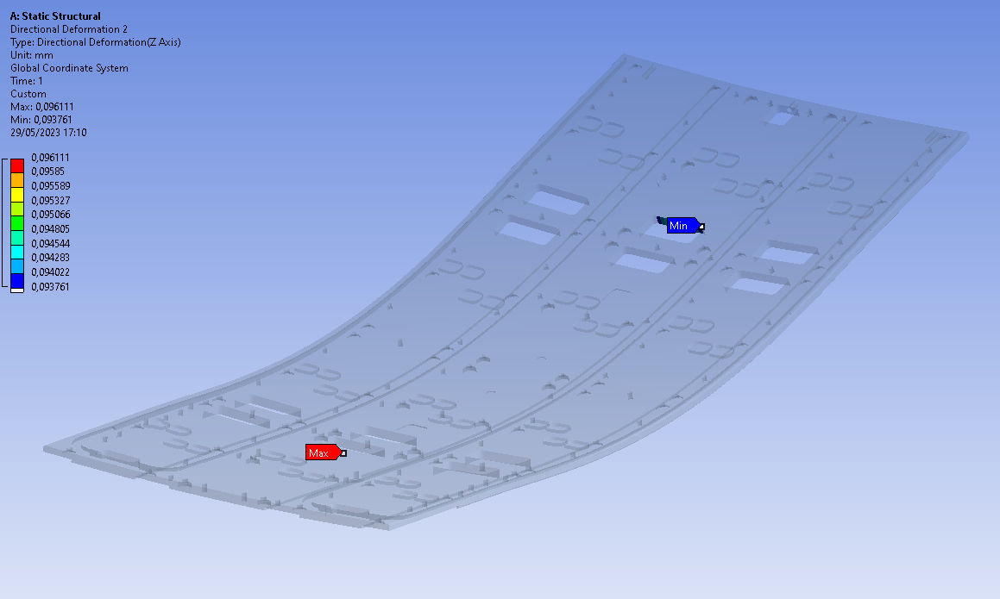 A: Static Structural
Directional Deformation 2
Type: Directional Deformation(Z Axis)
Unit: mm
Global Coordinate System
Time: 1
Custom
Max: 0,096111
Min: 0,093761
29/05/2023 17:10
0,096111
0,09585
0,095589
0,095327
0,095066
0,094805
0,094544
0,094283
0,094022
0,093761
Min
Max